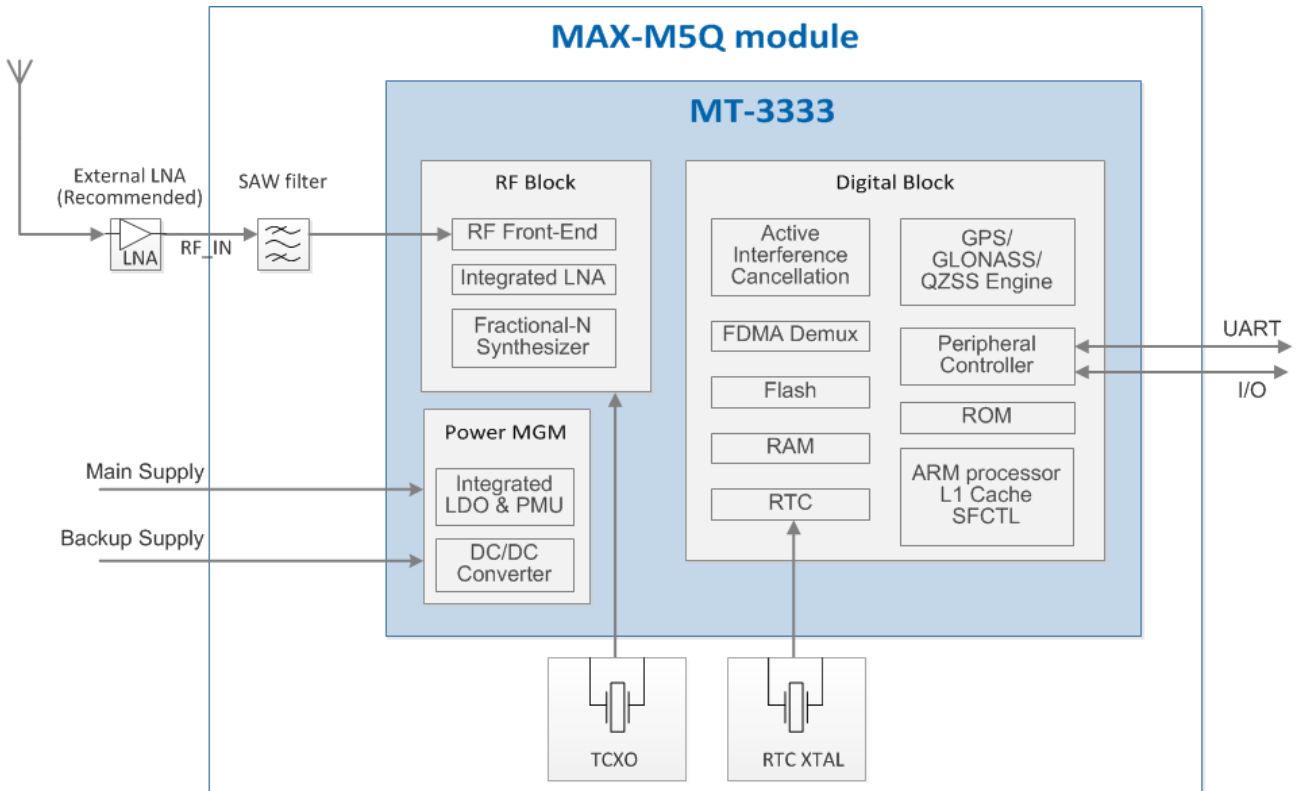 MAX-M5Q module
MT-3333
External LNA
(Recommended)
LNA
RF_IN
SAW filter
RF Block
RF Front-End
Integrated LNA
Fractional-N
Synthesizer
Power MGM
Integrated
LDO & PMU
DC/DC
Converter
Main Supply
Backup Supply
Digital Block
Active
Interference
Cancellation
FDMA Demux
Flash
RAM
RTC
GPS/
GLONASS/
QZSS Engine
Peripheral
Controller
ROM
ARM processor
L1 Cache
SFCTL
UART
I/O
TCXO
RTC XTAL